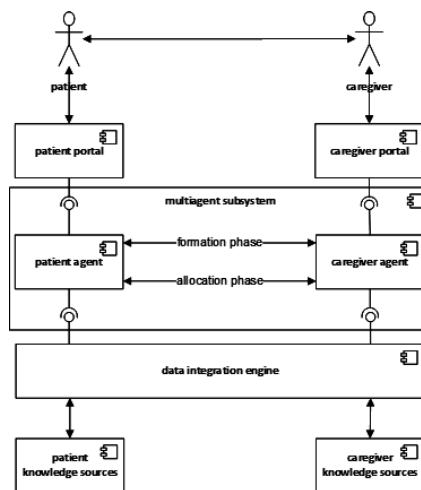 patient
caregiver
patient portal
caregiver portal
multiagent subsystem
patient agent
formation phase
caregiver agent
allocation phase
data integration engine
patient
knowledge sources
caregiver
knowledge sources